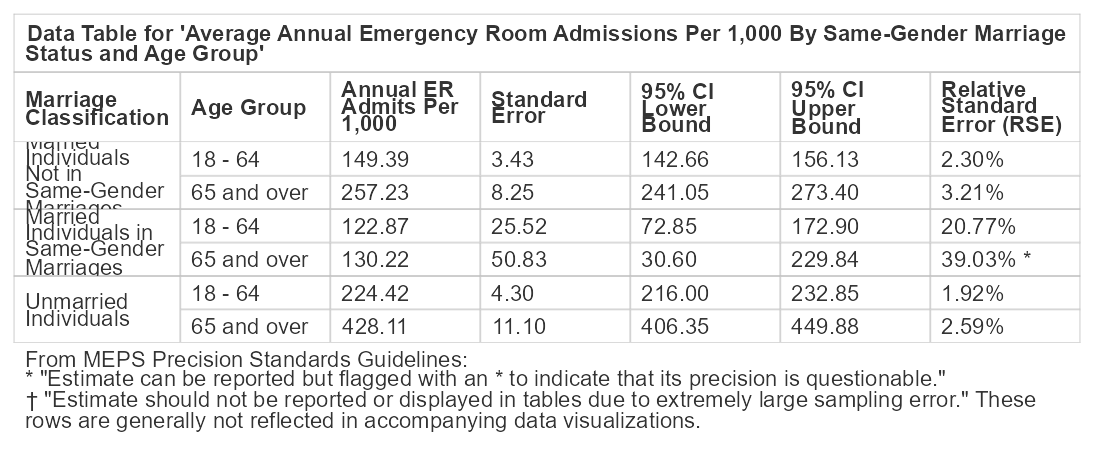 Data Table for 'Average Annual Emergency Room Admissions Per 1,000 By Same-Gender Marriage
Status and Age Group'
Marriage Classification | Age Group | Annual ER Admits Per 1,000 | Standard Error | 95% CI Lower Bound | 95% CI Upper Bound | Relative Standard Error (RSE)
Married Individuals Not in Same-Gender Marriages | 18 - 64 | 149.39 | 3.43 | 142.66 | 156.13 | 2.30%
65 and over | 257.23 | 8.25 | 241.05 | 273.40 | 3.21%
Married Individuals in Same-Gender Marriages | 18 - 64 | 122.87 | 25.52 | 72.85 | 172.90 | 20.77%
65 and over | 130.22 | 50.83 | 30.60 | 229.84 | 39.03% *
Unmarried Individuals | 18 - 64 | 224.42 | 4.30 | 216.00 | 232.85 | 1.92%
65 and over | 428.11 | 11.10 | 406.35 | 449.88 | 2.59%
From MEPS Precision Standards Guidelines:
* "Estimate can be reported but flagged with an * to indicate that its precision is questionable."
† "Estimate should not be reported or displayed in tables due to extremely large sampling error." These
rows are generally not reflected in accompanying data visualizations.